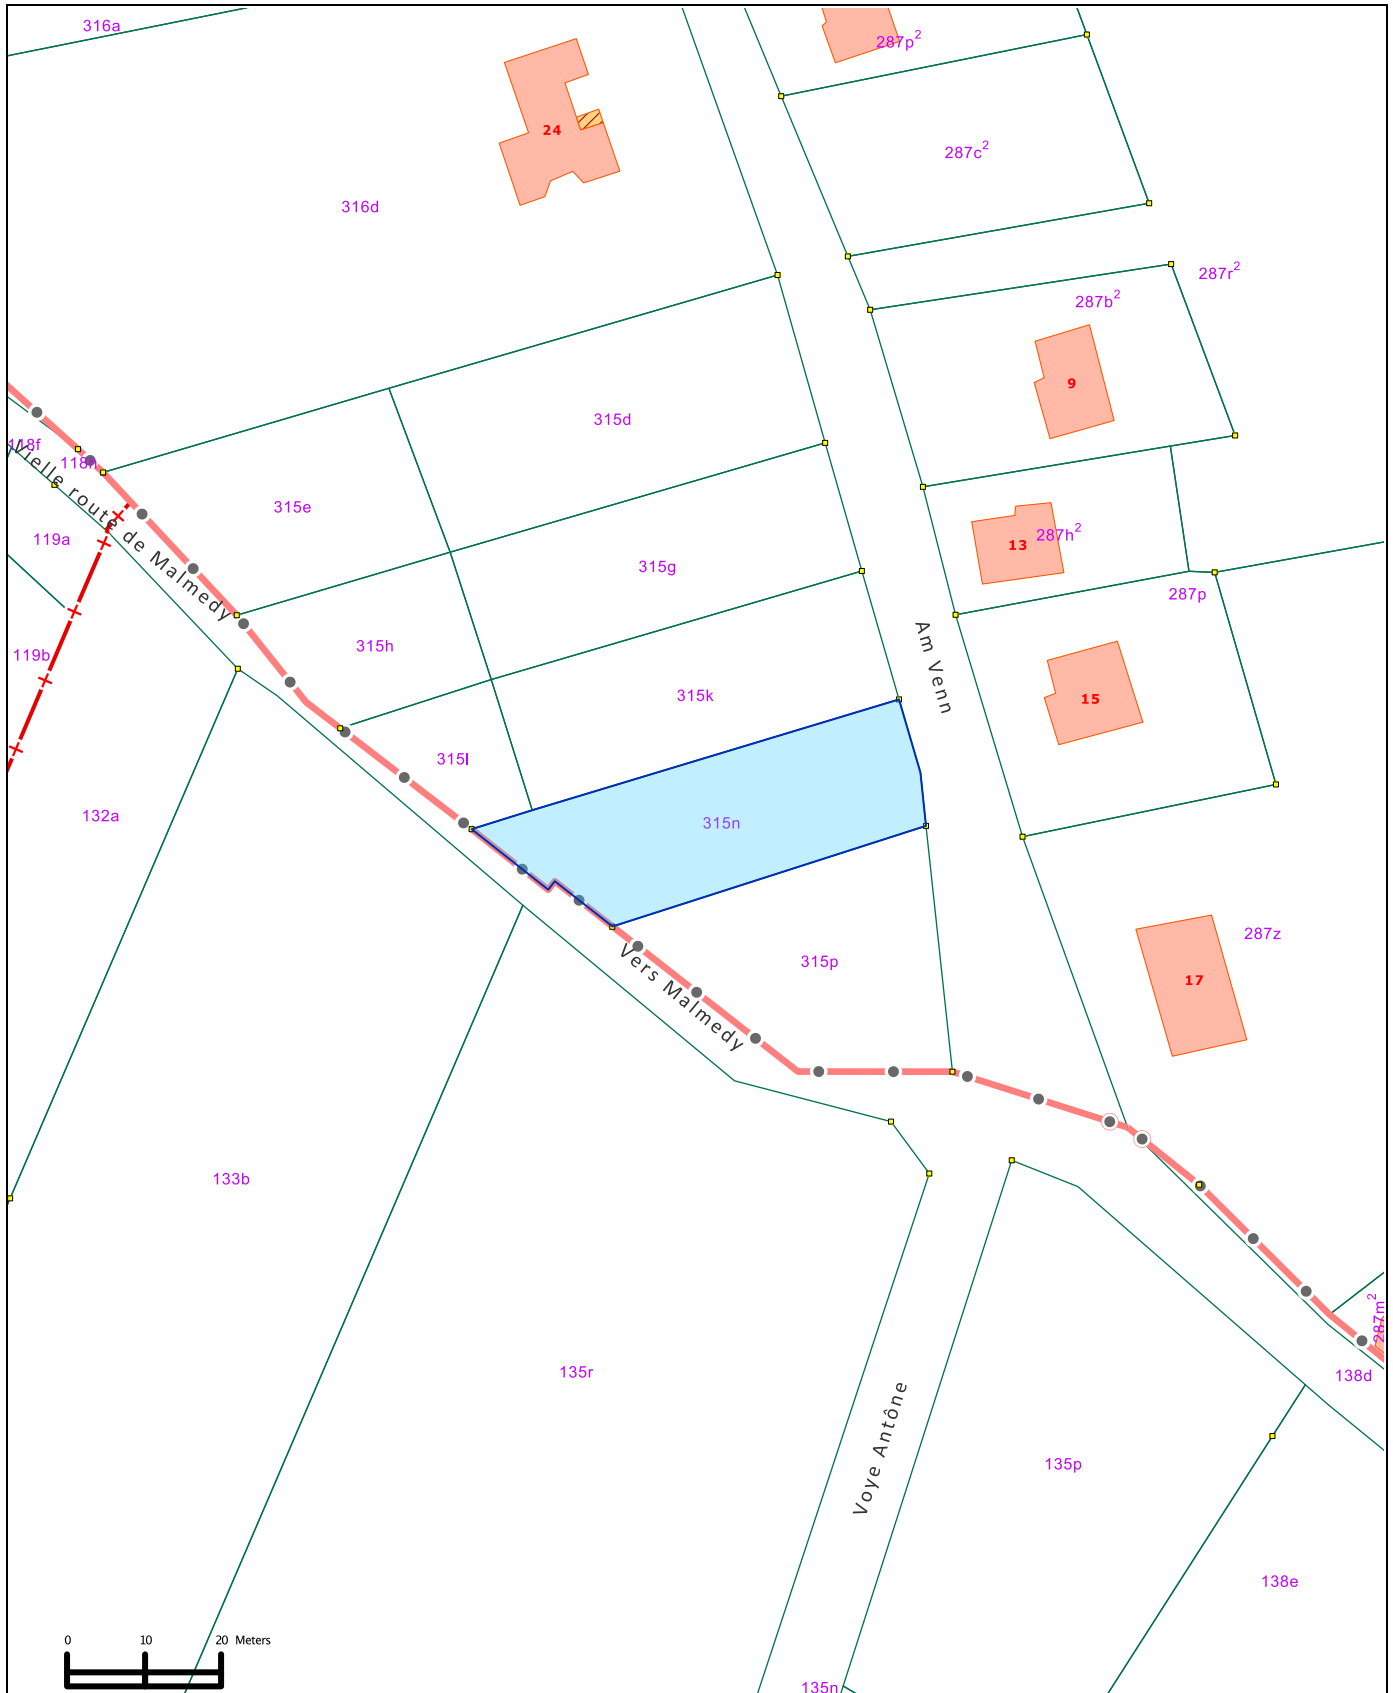 316a
287p²
24
287c²
316d
287r²
287b²
9
315d
118f
118h
315e
Vielle route de Malmedy
119a
13
287h²
315g
287p
Am Venn
315h
119b
315k
15
315l
132a
315n
287z
315p
Vers Malmedy
17
133b
287m²
135r
138d
Voye Antône
135p
138e
0 10 20 Meters
135n